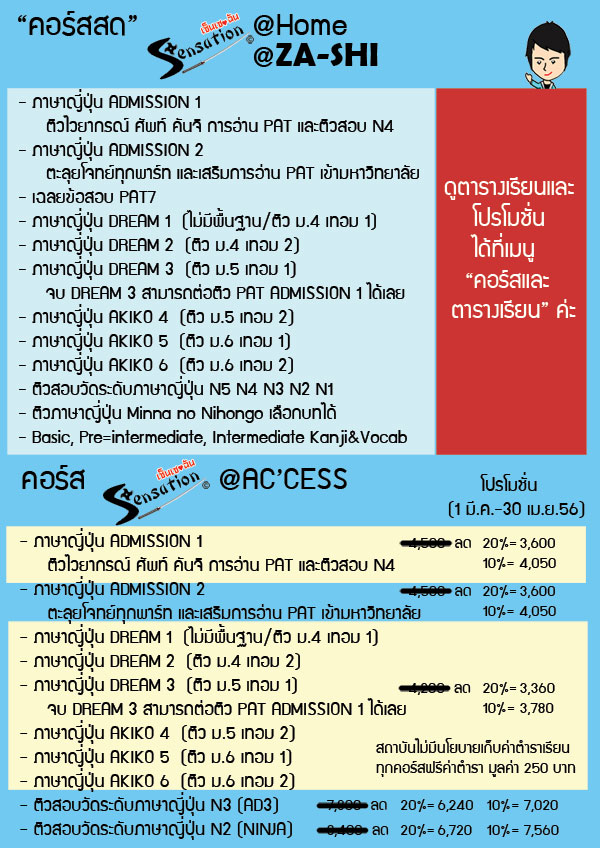 “คอร์สสด” เซ็นเซชั่น Sensation © @Home
@ZA-SHI
- ภาษาญี่ปุ่น ADMISSION 1
ติวไวยากรณ์ ศัพท์ คันจิ การอ่าน PAT และติวสอบ N4
- ภาษาญี่ปุ่น ADMISSION 2
ตะลุยโจทย์ทุกพาร์ท และเสริมการอ่าน PAT เข้ามหาวิทยาลัย
- เฉลยข้อสอบ PAT7
- ภาษาญี่ปุ่น DREAM 1 (ไม่มีพื้นฐาน/ติว ม.4 เทอม 1)
- ภาษาญี่ปุ่น DREAM 2 (ติว ม.4 เทอม 2)
- ภาษาญี่ปุ่น DREAM 3 (ติว ม.5 เทอม 1)
จบ DREAM 3 สามารถต่อติว PAT ADMISSION 1 ได้เลย
- ภาษาญี่ปุ่น AKIKO 4 (ติว ม.5 เทอม 2)
- ภาษาญี่ปุ่น AKIKO 5 (ติว ม.6 เทอม 1)
- ภาษาญี่ปุ่น AKIKO 6 (ติว ม.6 เทอม 2)
- ติวสอบวัดระดับภาษาญี่ปุ่น N5 N4 N3 N2 N1
- ติวภาษาญี่ปุ่น Minna no Nihongo เลือกบทได้
- Basic, Pre=intermediate, Intermediate Kanji&Vocab
ดูตารางเรียนและ
โปรโมชั่น
ได้ที่เมนู
“คอร์สและ
ตารางเรียน” ค่ะ
คอร์ส Sensation © @AC'CESS
โปรโมชั่น
(1 มี.ค.-30 เม.ย.56)
- ภาษาญี่ปุ่น ADMISSION 1 4,500 ลด 20%= 3,600
ติวไวยากรณ์ ศัพท์ คันจิ การอ่าน PAT และติวสอบ N4 10%= 4,050
- ภาษาญี่ปุ่น ADMISSION 2 4,500 ลด 20%= 3,600
ตะลุยโจทย์ทุกพาร์ท และเสริมการอ่าน PAT เข้ามหาวิทยาลัย 10%= 4,050
- ภาษาญี่ปุ่น DREAM 1 (ไม่มีพื้นฐาน/ติว ม.4 เทอม 1)
- ภาษาญี่ปุ่น DREAM 2 (ติว ม.4 เทอม 2)
- ภาษาญี่ปุ่น DREAM 3 (ติว ม.5 เทอม 1) 4,200 ลด 20%= 3,360
จบ DREAM 3 สามารถต่อติว PAT ADMISSION 1 ได้เลย 10%= 3,780
- ภาษาญี่ปุ่น AKIKO 4 (ติว ม.5 เทอม 2)
- ภาษาญี่ปุ่น AKIKO 5 (ติว ม.6 เทอม 1)
- ภาษาญี่ปุ่น AKIKO 6 (ติว ม.6 เทอม 2)
สถาบันไม่มีนโยบายเก็บค่าตำราเรียน
ทุกคอร์สฟรีค่าตำรา มูลค่า 250 บาท
- ติวสอบวัดระดับภาษาญี่ปุ่น N3 (AD3) 7,800 ลด 20%= 6,240 10%= 7,020
- ติวสอบวัดระดับภาษาญี่ปุ่น N2 (NINJA) 8,400 ลด 20%= 6,720 10%= 7,560